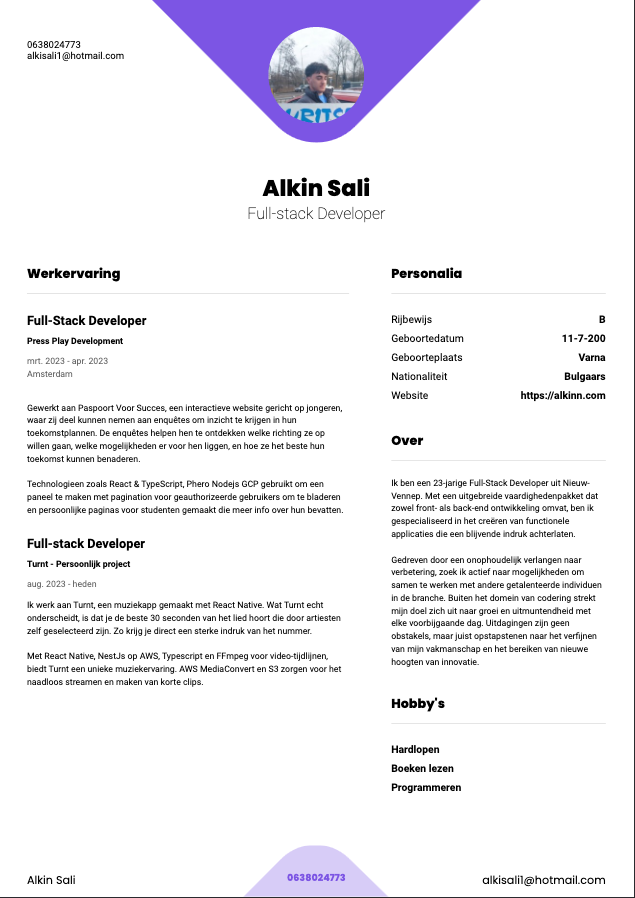 0638024773
alkisali1@hotmail.com
Alkin Sali
Full-stack Developer
Werkervaring
Full-Stack Developer
Press Play Development
mrt. 2023 - apr. 2023
Amsterdam
Gewerkt aan Paspoort Voor Succes, een interactieve website gericht op jongeren,
waar zij deel kunnen nemen aan enquêtes om inzicht te krijgen in hun
toekomstplannen. De enquêtes helpen hen te ontdekken welke richting ze op
willen gaan, welke mogelijkheden er voor hen liggen, en hoe ze het beste hun
toekomst kunnen benaderen.
Technologieen zoals React & TypeScript, Phero Nodejs GCP gebruikt om een
paneel te maken met pagination voor geauthorizeerde gebruikers om te bladeren
en persoonlijke paginas voor studenten gemaakt die meer info over hun bevatten.
Full-stack Developer
Turnt - Persoonlijk project
aug. 2023 - heden
Ik werk aan Turnt, een muziekapp gemaakt met React Native. Wat Turnt echt
onderscheidt, is dat je de beste 30 seconden van het lied hoort die door artiesten
zelf geselecteerd zijn. Zo krijg je direct een sterke indruk van het nummer.
Met React Native, NestJs op AWS, Typescript en FFmpeg voor video-tijdlijnen,
biedt Turnt een unieke muziekervaring. AWS MediaConvert en S3 zorgen voor het
naadloos streamen en maken van korte clips.
Personalia
Rijbewijs B
Geboortedatum 11-7-200
Geboorteplaats Varna
Nationaliteit Bulgaars
Website https://alkinn.com
Over
Ik ben een 23-jarige Full-Stack Developer uit Nieuw-
Vennep. Met een uitgebreide vaardighedenpakket dat
zowel front- als back-end ontwikkeling omvat, ben ik
gespecialiseerd in het creëren van functionele
applicaties die een blijvende indruk achterlaten.
Gedreven door een onophoudelijk verlangen naar
verbetering, zoek ik actief naar mogelijkheden om
samen te werken met andere getalenteerde individuen
in de branche. Buiten het domein van codering strekt
mijn doel zich uit naar groei en uitmuntendheid met
elke voorbijgaande dag. Uitdagingen zijn geen
obstakels, maar juist opstapstenen naar het verfijnen
van mijn vakmanschap en het bereiken van nieuwe
hoogten van innovatie.
Hobby's
Hardlopen
Boeken lezen
Programmeren
Alkin Sali
0638024773
alkisali1@hotmail.com